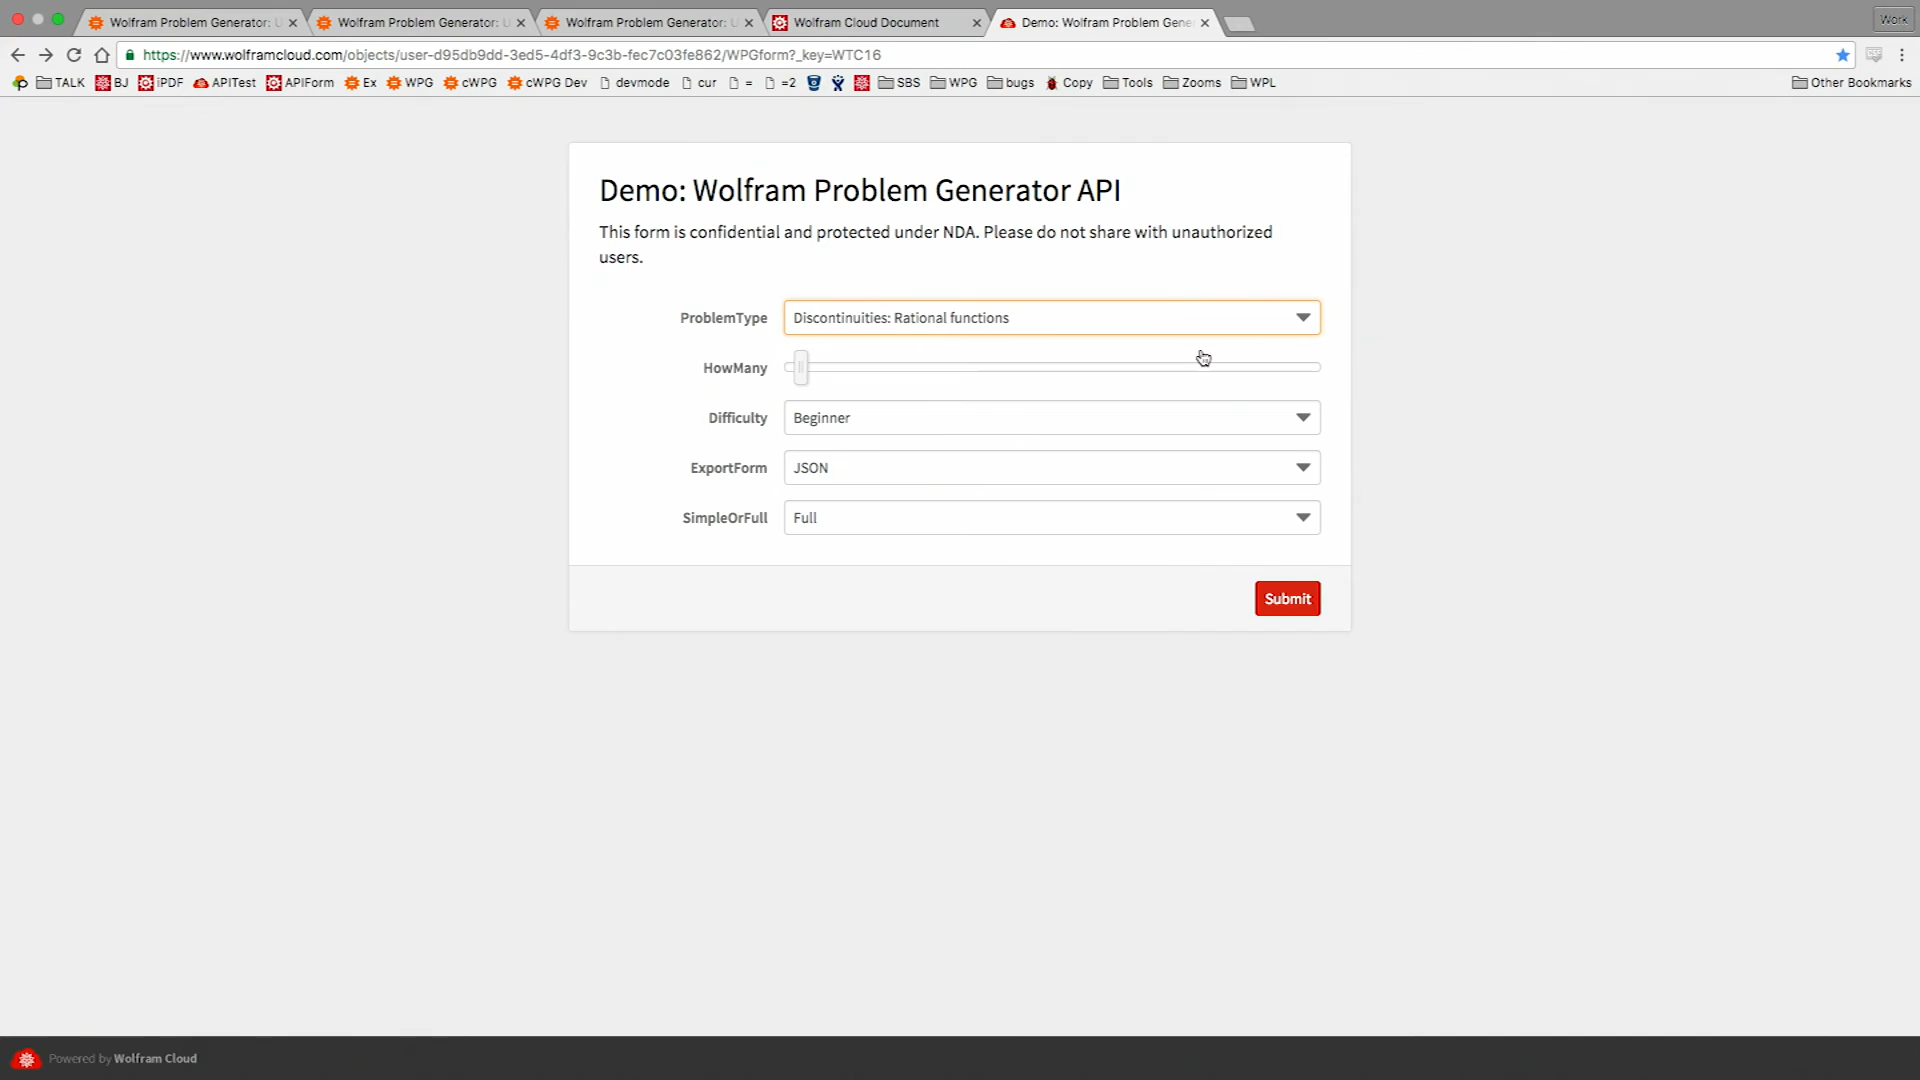 Wolfram Problem Generator: U
Wolfram Problem Generator: U
Wolfram Problem Generator: U
Wolfram Cloud Document
Demo: Wolfram Problem Gene
Work
https://www.wolframcloud.com/objects/user-d95db9dd-3ed5-4df3-9c3b-fec7c03fe862/WPGform?_key=WTC16
TALK BJ iPDF APITest APIForm Ex WPG cWPG cWPG Dev devmode cur = =2 SBS WPG bugs Copy Tools Zooms WPL Other Bookmarks
Demo: Wolfram Problem Generator API
This form is confidential and protected under NDA. Please do not share with unauthorized
users.
ProblemType Discontinuities: Rational functions
HowMany
Difficulty Beginner
ExportForm JSON
SimpleOrFull Full
Submit
Powered by Wolfram Cloud